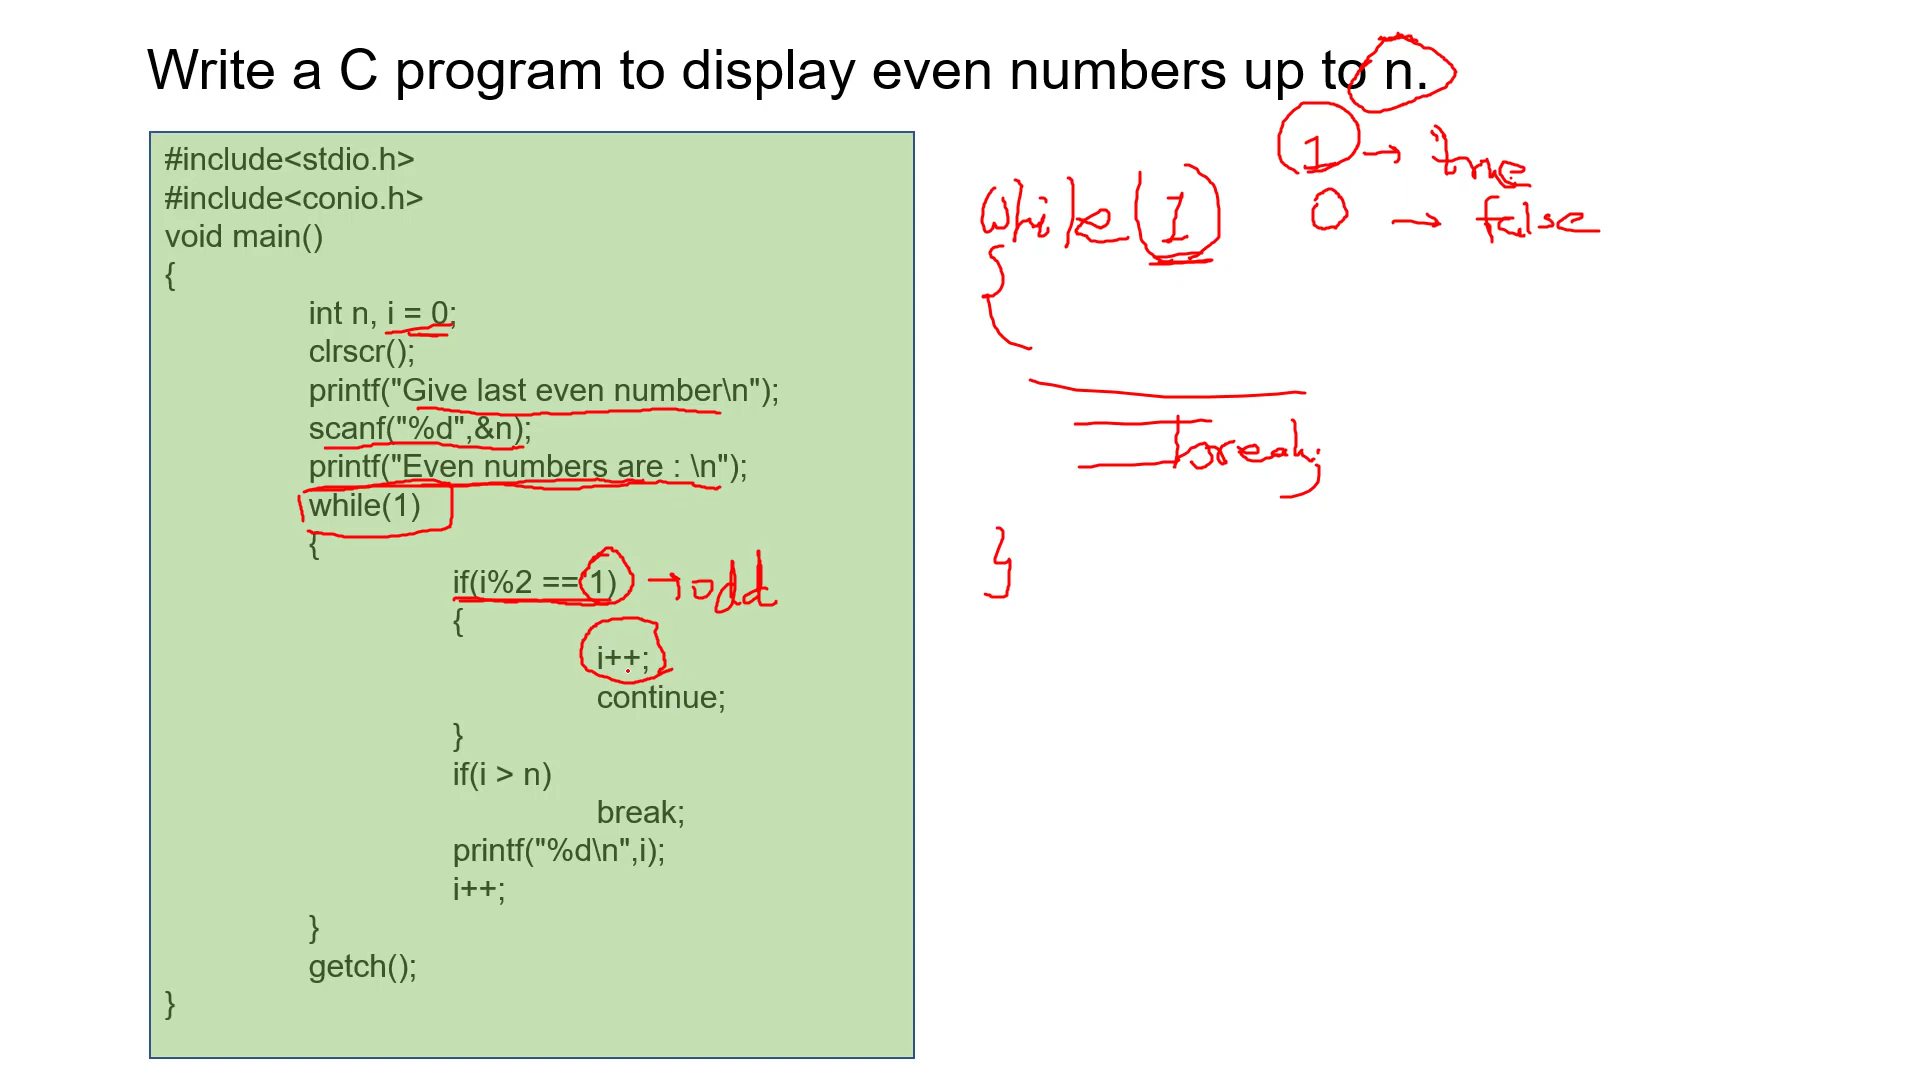 Write a C program to display even numbers up to n.
#include<stdio.h>
#include<conio.h>
void main()
{
int n, i = 0;
clrscr();
printf("Give last even number\n");
scanf("%d",&n);
printf("Even numbers are : \n");
while(1)
{
if(i%2 == 1) → odd
{
i++;
continue;
}
if(i > n)
break;
printf("%d\n",i);
i++;
}
getch();
}
1 → true
0 → false
While(1)
{
break;
}